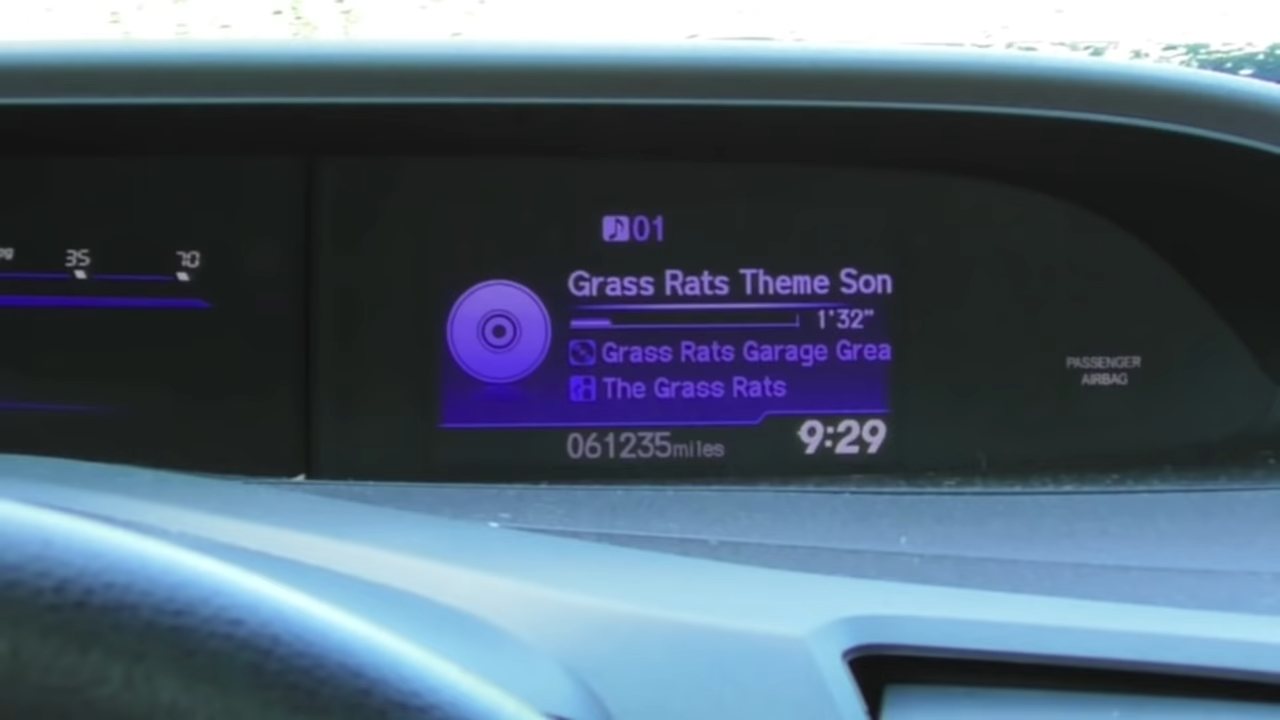 35 70
01
Grass Rats Theme Son
1'32"
Grass Rats Garage Grea
The Grass Rats
061235miles 9:29
PASSENGER
AIRBAG